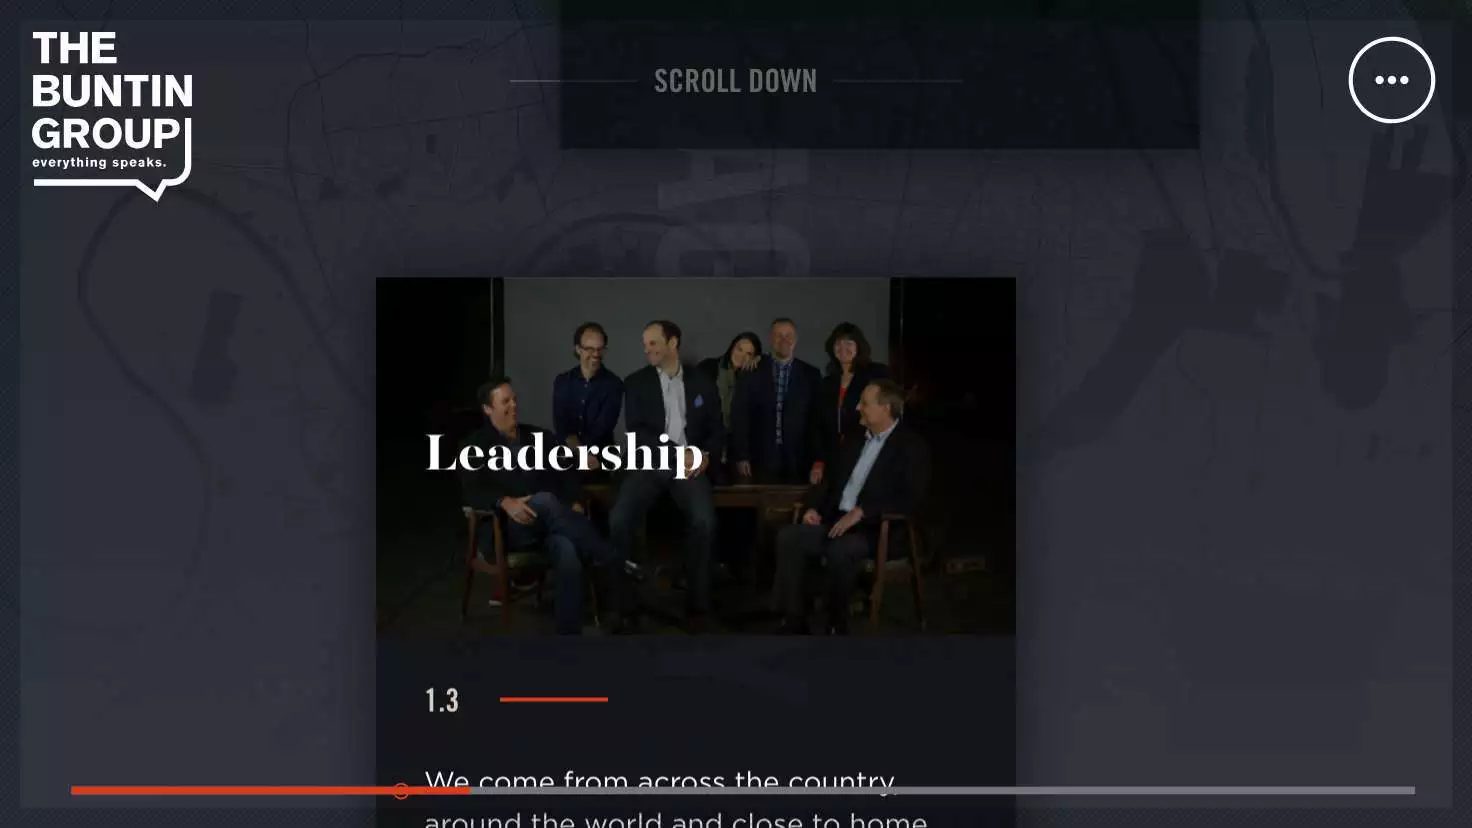 THE
BUNTIN
GROUP
everything speaks.
SCROLL DOWN
Leadership
1.3
We come from across the country,
around the world and close to home